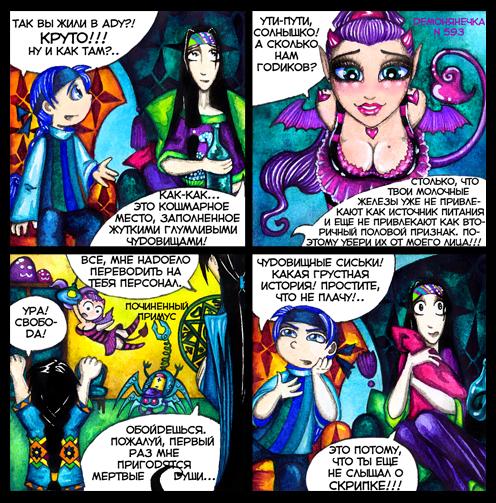 ТАК ВЫ ЖИЛИ В АДУ?!
КРУТО!!!
НУ И КАК ТАМ?..
КАК-КАК...
ЭТО КОШМАРНОЕ
МЕСТО, ЗАПОЛНЕННОЕ
ЖУТКИМИ ГЛУМЛИВЫМИ
ЧУДОВИЩАМИ!
УТИ-ПУТИ,
СОЛНЫШКО!
А СКОЛЬКО
НАМ
ГОДИКОВ?
ДЕМОНЯНЕЧКА
N 593
СТОЛЬКО, ЧТО
ТВОИ МОЛОЧНЫЕ
ЖЕЛЕЗЫ УЖЕ НЕ ПРИВЛЕ-
КАЮТ КАК ИСТОЧНИК ПИТАНИЯ
И ЕЩЕ НЕ ПРИВЛЕКАЮТ КАК ВТО-
РИЧНЫЙ ПОЛОВОЙ ПРИЗНАК. ПО-
ЭТОМУ УБЕРИ ИХ ОТ МОЕГО ЛИЦА!!!
ВСЕ, МНЕ НАДОЕЛО
ПЕРЕВОДИТЬ НА
ТЕБЯ ПЕРСОНАЛ.
УРА!
СВОБО-
ДА!
ПОЧИНЕННЫЙ
ПРИМУС
ОБОЙДЕШЬСЯ.
ПОЖАЛУЙ, ПЕРВЫЙ
РАЗ МНЕ
ПРИГОДЯТСЯ
МЕРТВЫЕ ДУШИ...
ЧУДОВИЩНЫЕ СИСЬКИ!
КАКАЯ ГРУСТНАЯ
ИСТОРИЯ! ПРОСТИТЕ,
ЧТО НЕ ПЛАЧУ!..
ЭТО ПОТОМУ,
ЧТО ТЫ ЕЩЕ
НЕ СЛЫШАЛ О
СКРИПКЕ!!!